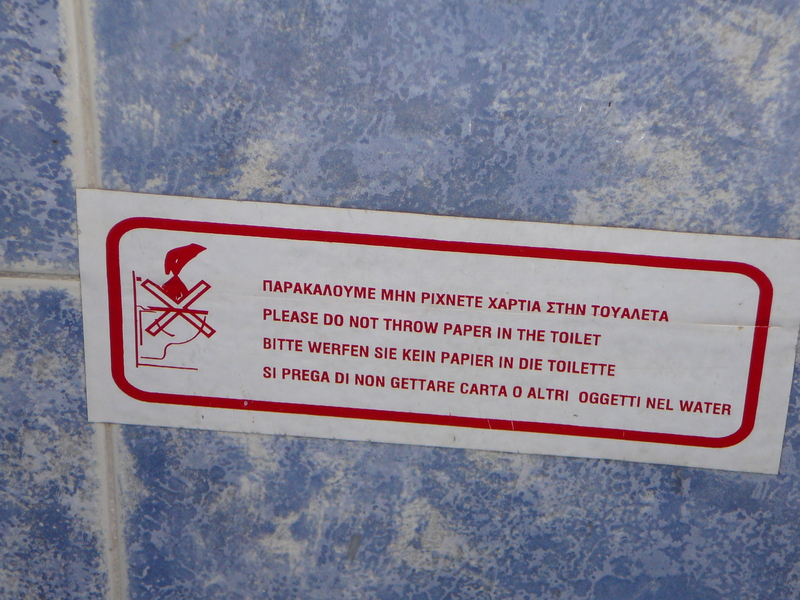 ΠΑΡΑΚΑΛΟΥΜΕ ΜΗΝ ΡΙΧΝΕΤΕ ΧΑΡΤΙΑ ΣΤΗΝ ΤΟΥΑΛΕΤΑ
PLEASE DO NOT THROW PAPER IN THE TOILET
BITTE WERFEN SIE KEIN PAPIER IN DIE TOILETTE
SI PREGA DI NON GETTARE CARTA O ALTRI OGGETTI NEL WATER